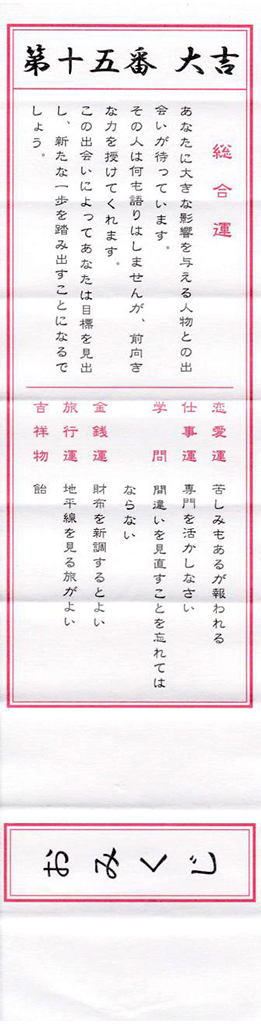 第十五番 大吉
総合運
あなたに大きな影響を与える人物との出
会いが待っています。
その人は何も語りはしませんが、前向き
な力を授けてくれます。
この出会いによってあなたは目標を見出
し、新たな一歩を踏み出すことになるで
しょう。
恋愛運 苦しみもあるが報われる
仕事運 専門を活かしなさい
学問 間違いを見直すことを忘れては
ならない
金銭運 財布を新調するとよい
旅行運 地平線を見る旅がよい
吉祥物 飴
おみくじ